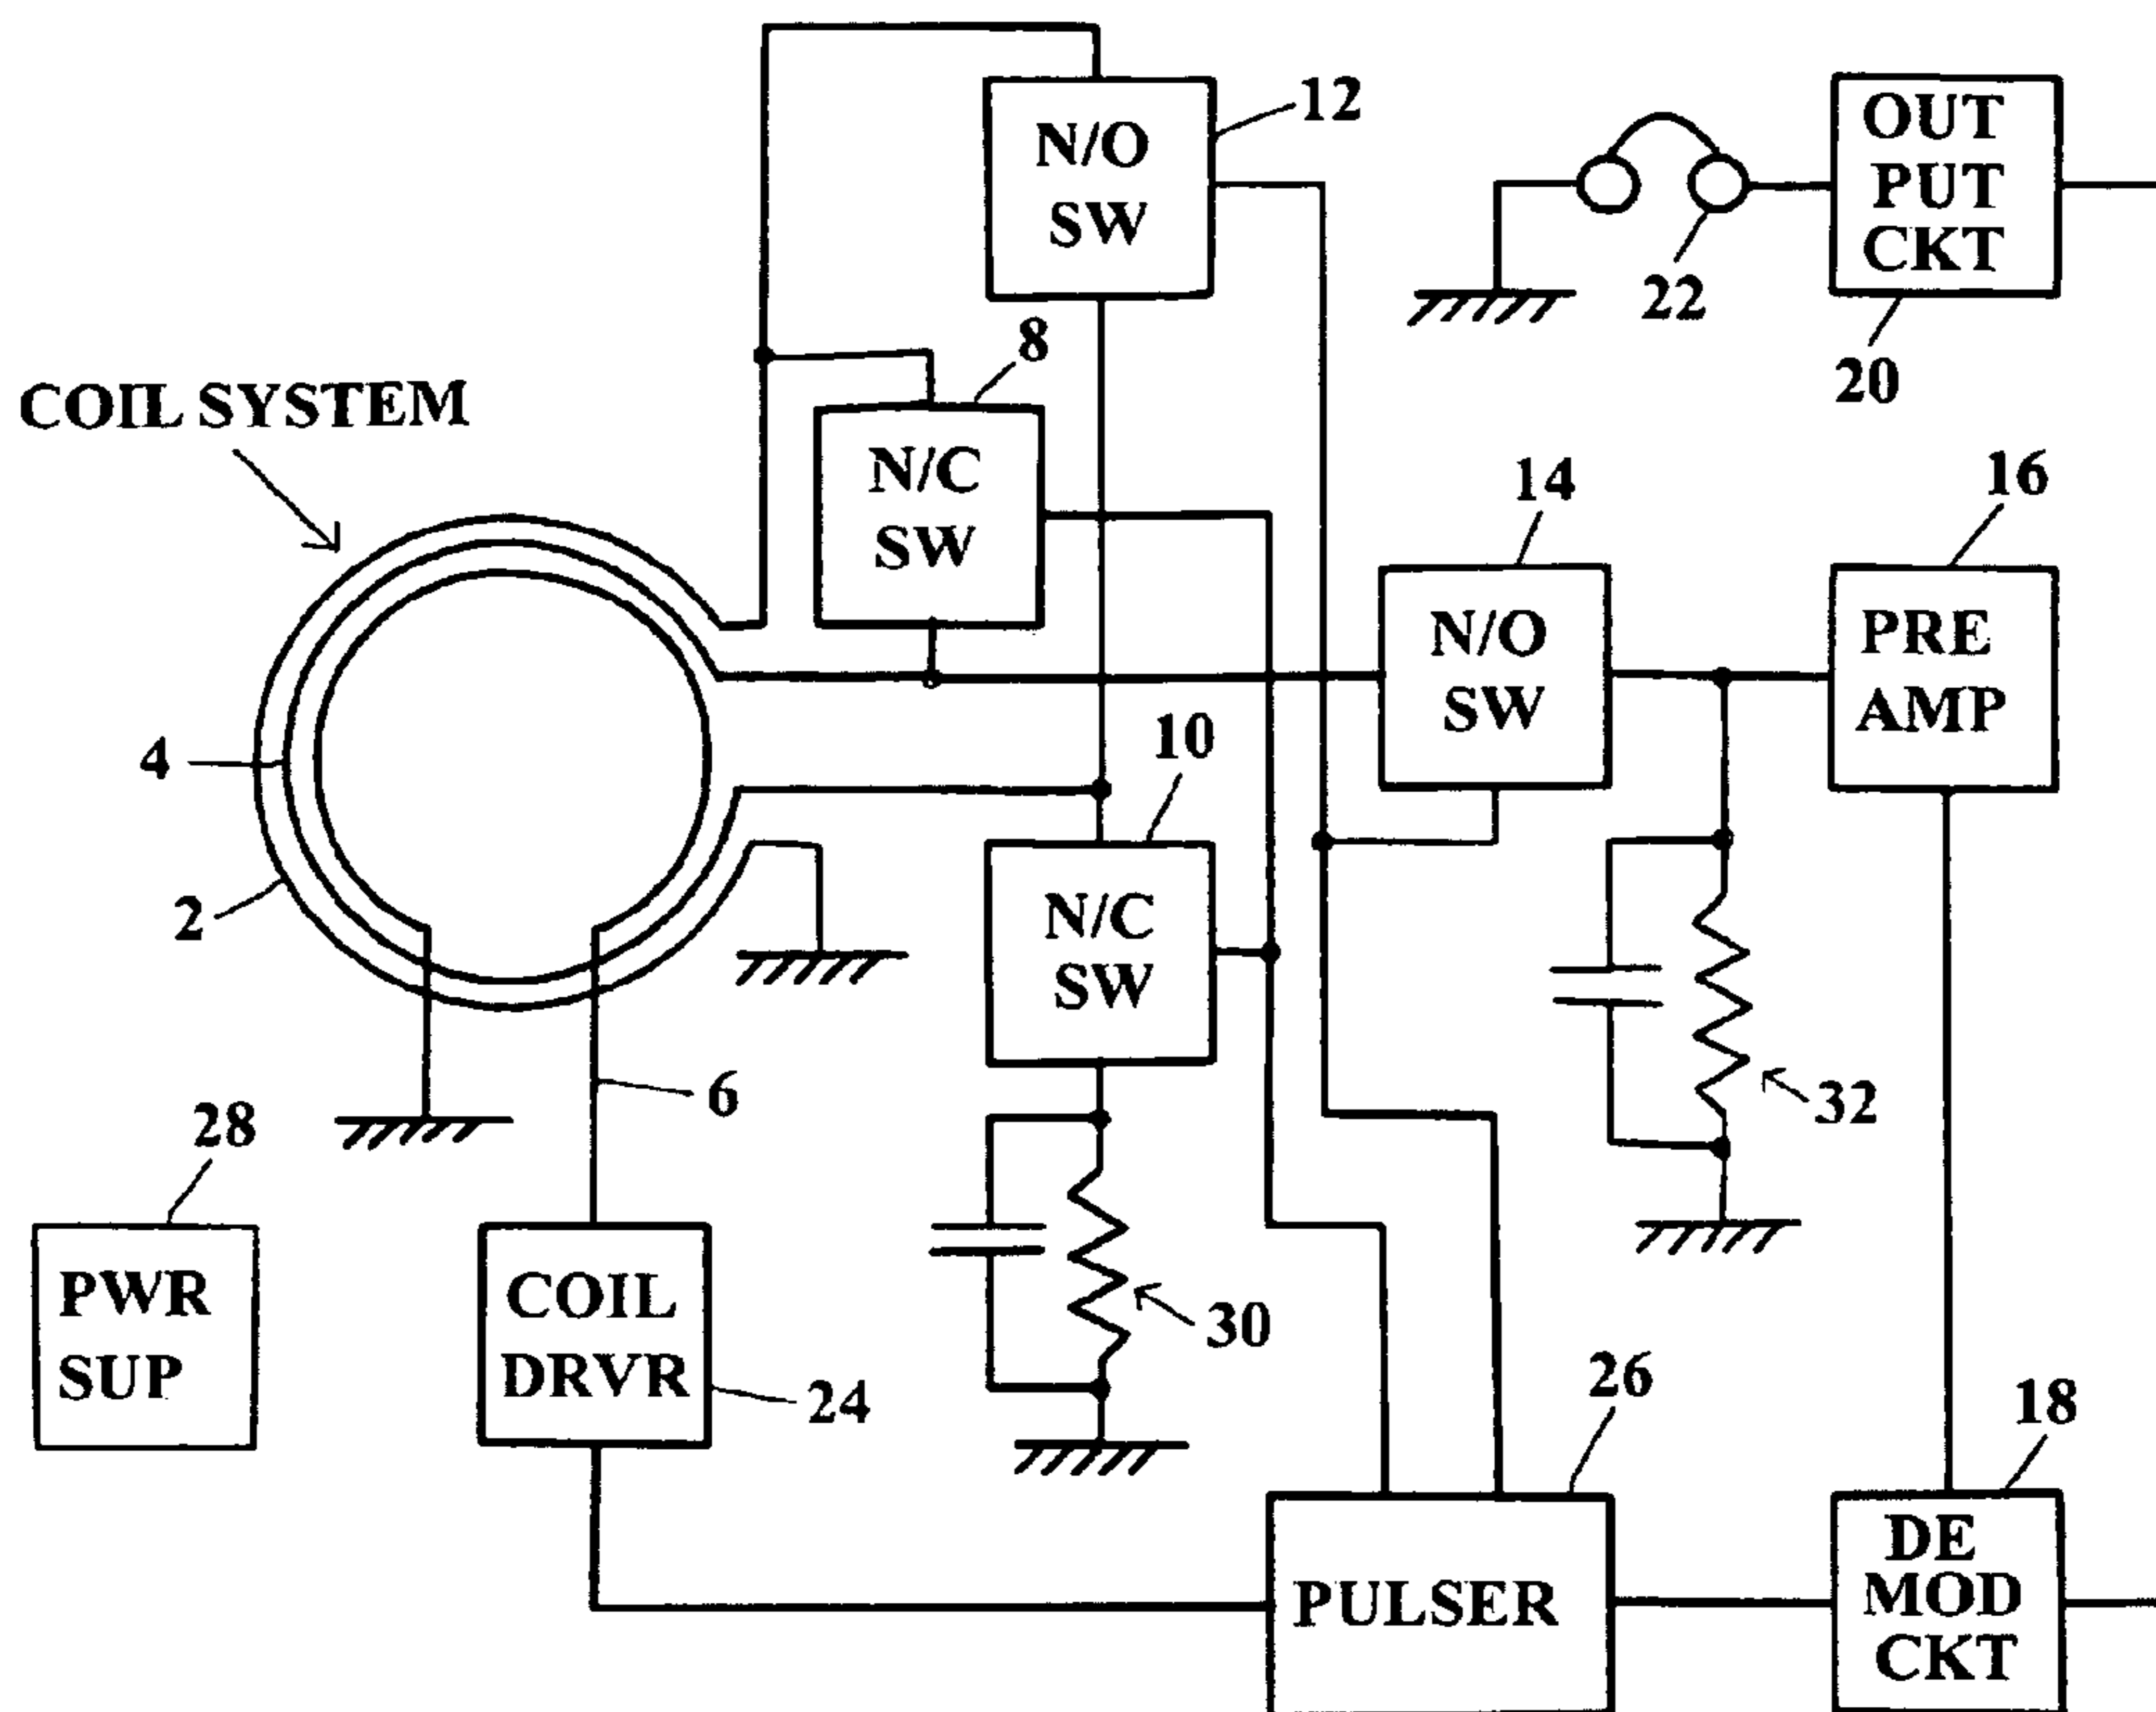 12
N/O
SW
OUT
PUT
CKT
22
20
8
COIL SYSTEM
N/C
SW
14
16
N/O
SW
PRE
AMP
4
10
2
N/C
SW
6
32
28
PWR
SUP
COIL
DRVR
24
30
26
18
PULSER
DE
MOD
CKT